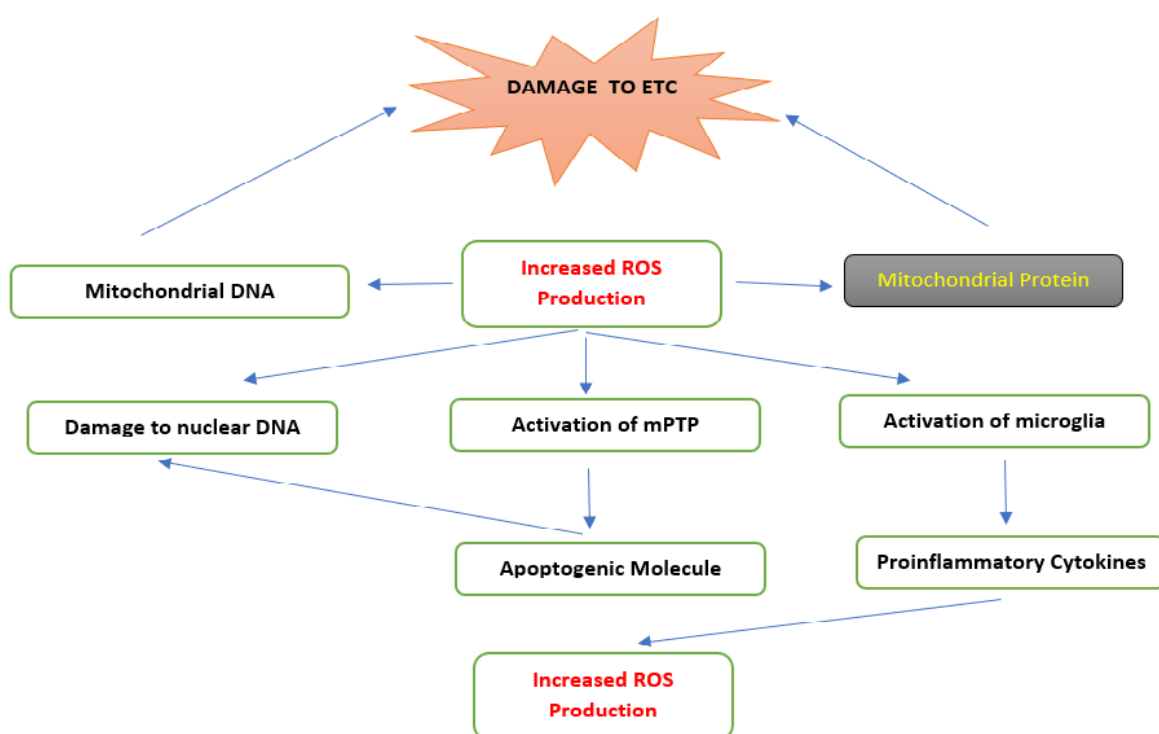 DAMAGE TO ETC
Mitochondrial DNA
Increased ROS
Production
Mitochondrial Protein
Damage to nuclear DNA
Activation of mPTP
Activation of microglia
Apoptogenic Molecule
Proinflammatory Cytokines
Increased ROS
Production